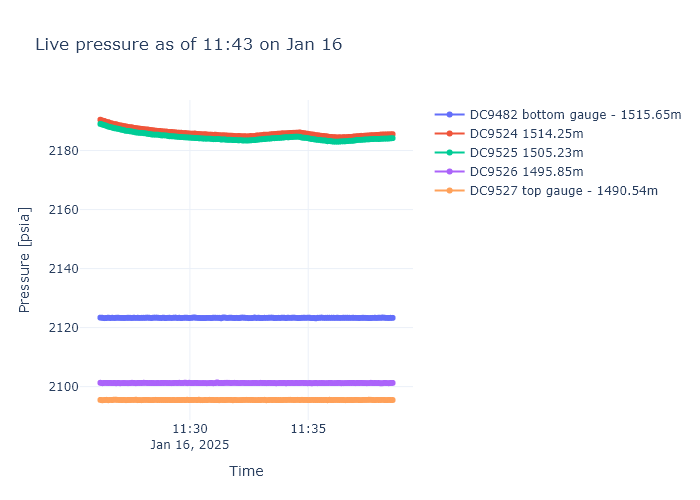 Live pressure as of 11:43 on Jan 16
DC9482 bottom gauge - 1515.65m
DC9524 1514.25m
DC9525 1505.23m
DC9526 1495.85m
DC9527 top gauge - 1490.54m
Pressure [psia]
2180
2160
2140
2120
2100
11:30
Jan 16, 2025
11:35
Time